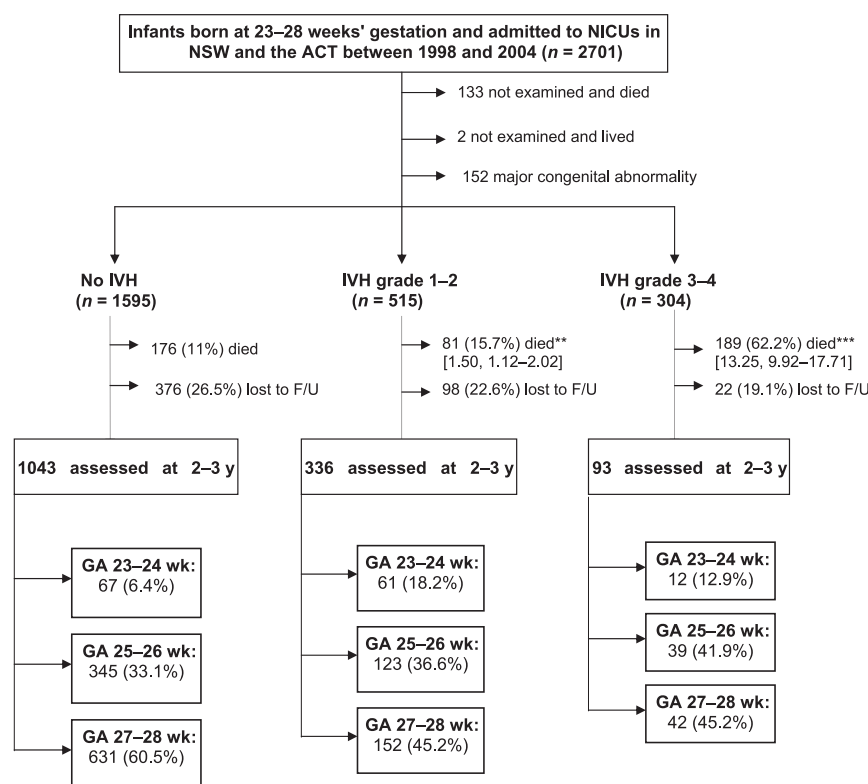 Infants born at 23–28 weeks' gestation and admitted to NICUs in
NSW and the ACT between 1998 and 2004 (n = 2701)
133 not examined and died
2 not examined and lived
152 major congenital abnormality
No IVH
(n = 1595)
176 (11%) died
376 (26.5%) lost to F/U
1043 assessed at 2–3 y
GA 23–24 wk:
67 (6.4%)
GA 25–26 wk:
345 (33.1%)
GA 27–28 wk:
631 (60.5%)
IVH grade 1–2
(n = 515)
81 (15.7%) died**
[1.50, 1.12–2.02]
98 (22.6%) lost to F/U
336 assessed at 2–3 y
GA 23–24 wk:
61 (18.2%)
GA 25–26 wk:
123 (36.6%)
GA 27–28 wk:
152 (45.2%)
IVH grade 3–4
(n = 304)
189 (62.2%) died***
[13.25, 9.92–17.71]
22 (19.1%) lost to F/U
93 assessed at 2–3 y
GA 23–24 wk:
12 (12.9%)
GA 25–26 wk:
39 (41.9%)
GA 27–28 wk:
42 (45.2%)